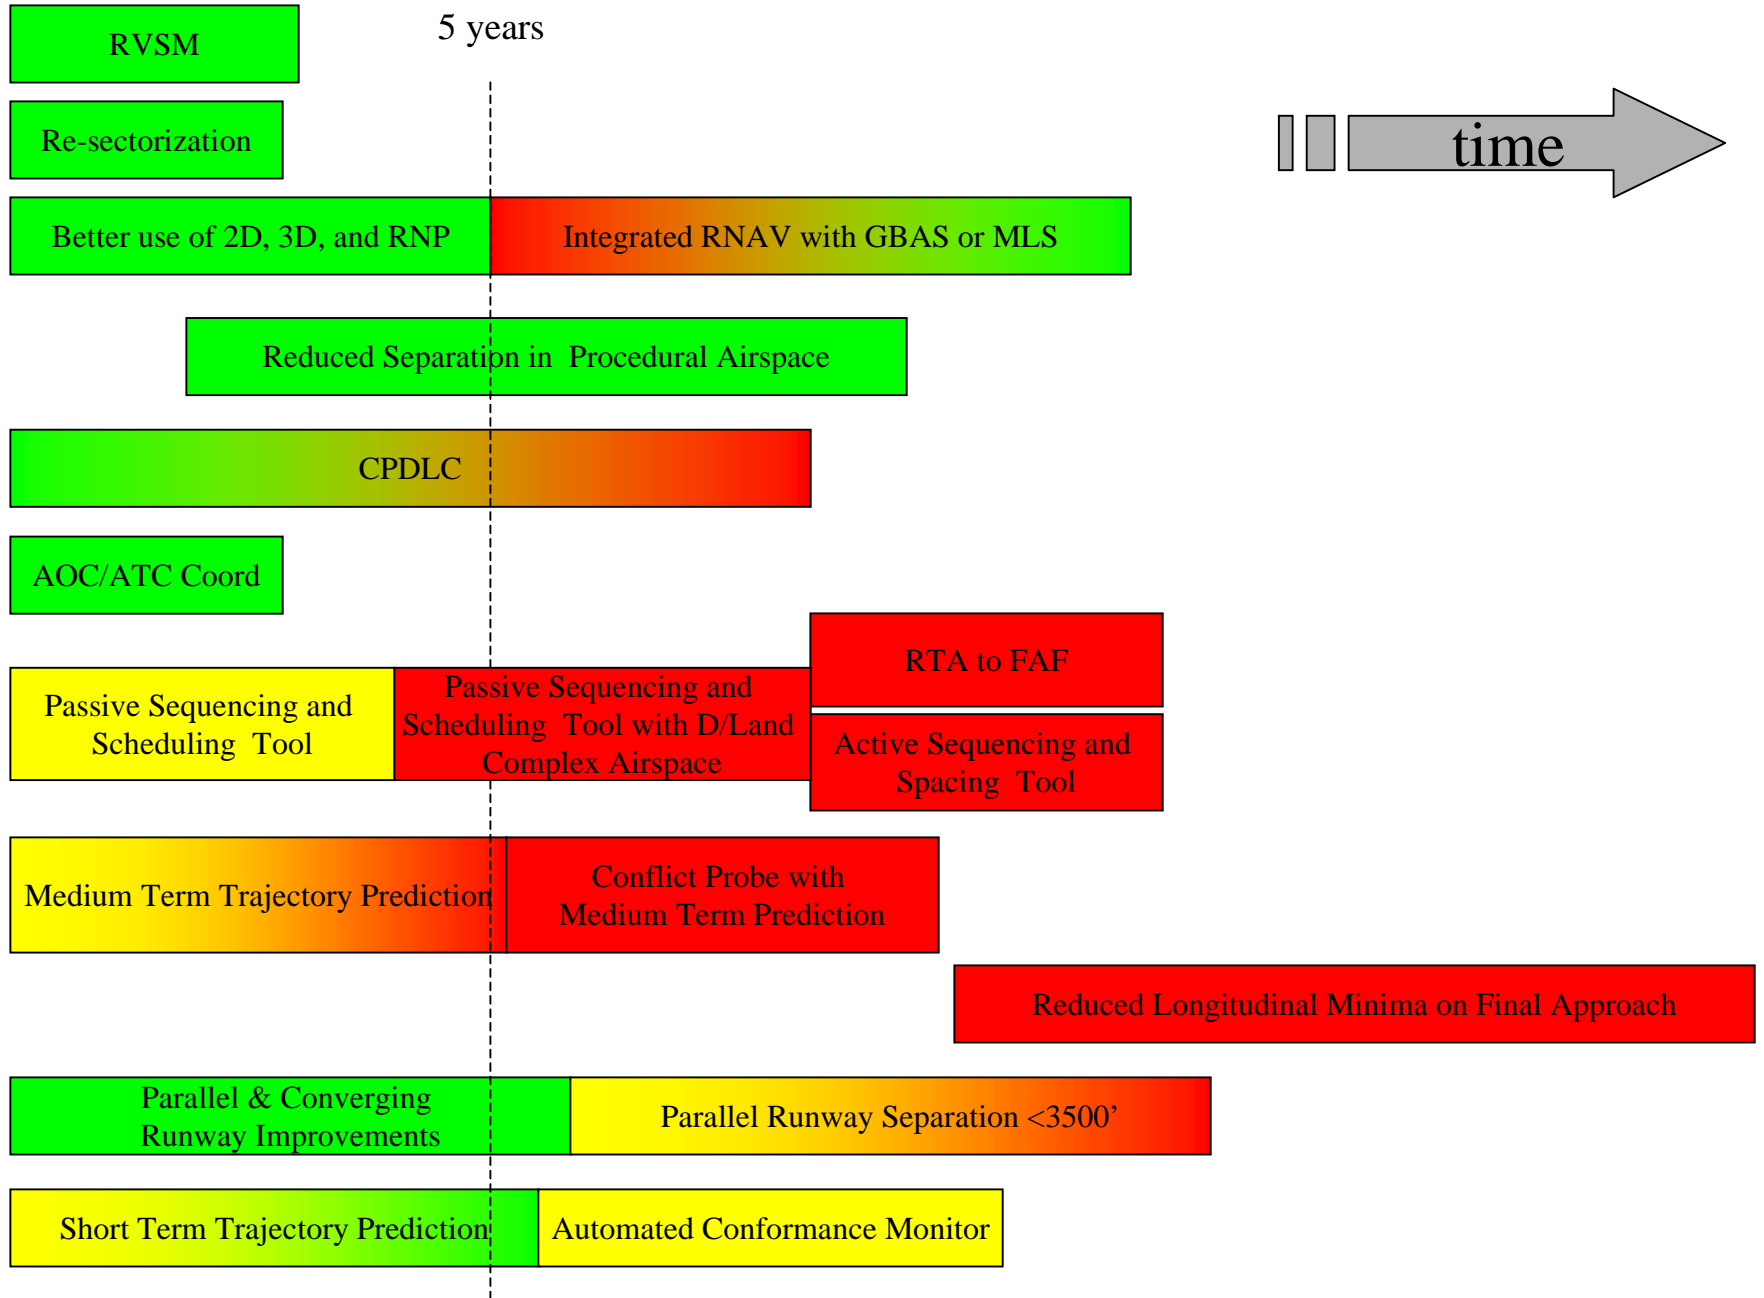 RVSM
5 years
Re-sectorization
time
Better use of 2D, 3D, and RNP
Integrated RNAV with GBAS or MLS
Reduced Separation in Procedural Airspace
CPDLC
AOC/ATC Coord
RTA to FAF
Passive Sequencing and
Scheduling Tool
Passive Sequencing and
Scheduling Tool with D/Land
Complex Airspace
Active Sequencing and
Spacing Tool
Medium Term Trajectory Prediction
Conflict Probe with
Medium Term Prediction
Reduced Longitudinal Minima on Final Approach
Parallel & Converging
Runway Improvements
Parallel Runway Separation <3500’
Short Term Trajectory Prediction
Automated Conformance Monitor